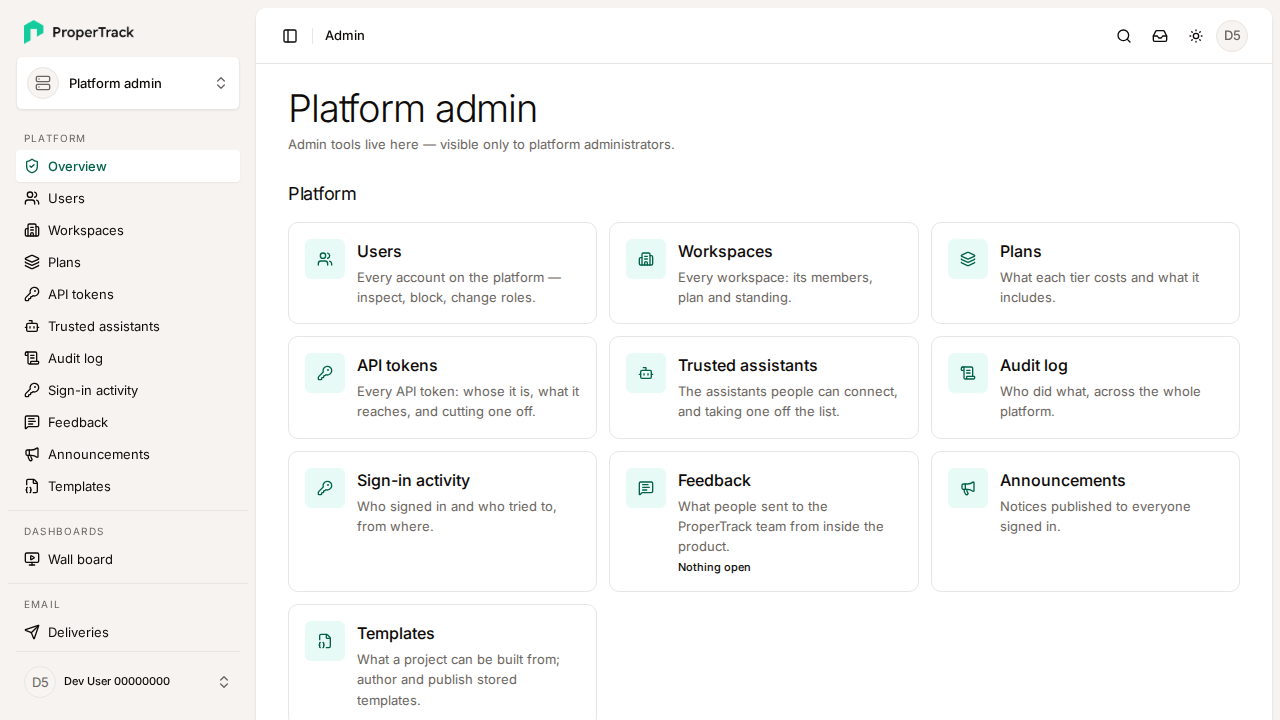 ProperTrack
Platform admin
PLATFORM
Overview
Users
Workspaces
Plans
API tokens
Trusted assistants
Audit log
Sign-in activity
Feedback
Announcements
Templates
DASHBOARDS
Wall board
EMAIL
Deliveries
D5
Dev User 00000000
Admin
D5
Platform admin
Admin tools live here — visible only to platform administrators.
Platform
Users
Every account on the platform —
inspect, block, change roles.
Workspaces
Every workspace: its members,
plan and standing.
Plans
What each tier costs and what it
includes.
API tokens
Every API token: whose it is, what it
reaches, and cutting one off.
Trusted assistants
The assistants people can connect,
and taking one off the list.
Audit log
Who did what, across the whole
platform.
Sign-in activity
Who signed in and who tried to,
from where.
Feedback
What people sent to the
ProperTrack team from inside the
product.
Nothing open
Announcements
Notices published to everyone
signed in.
Templates
What a project can be built from;
author and publish stored
templates.